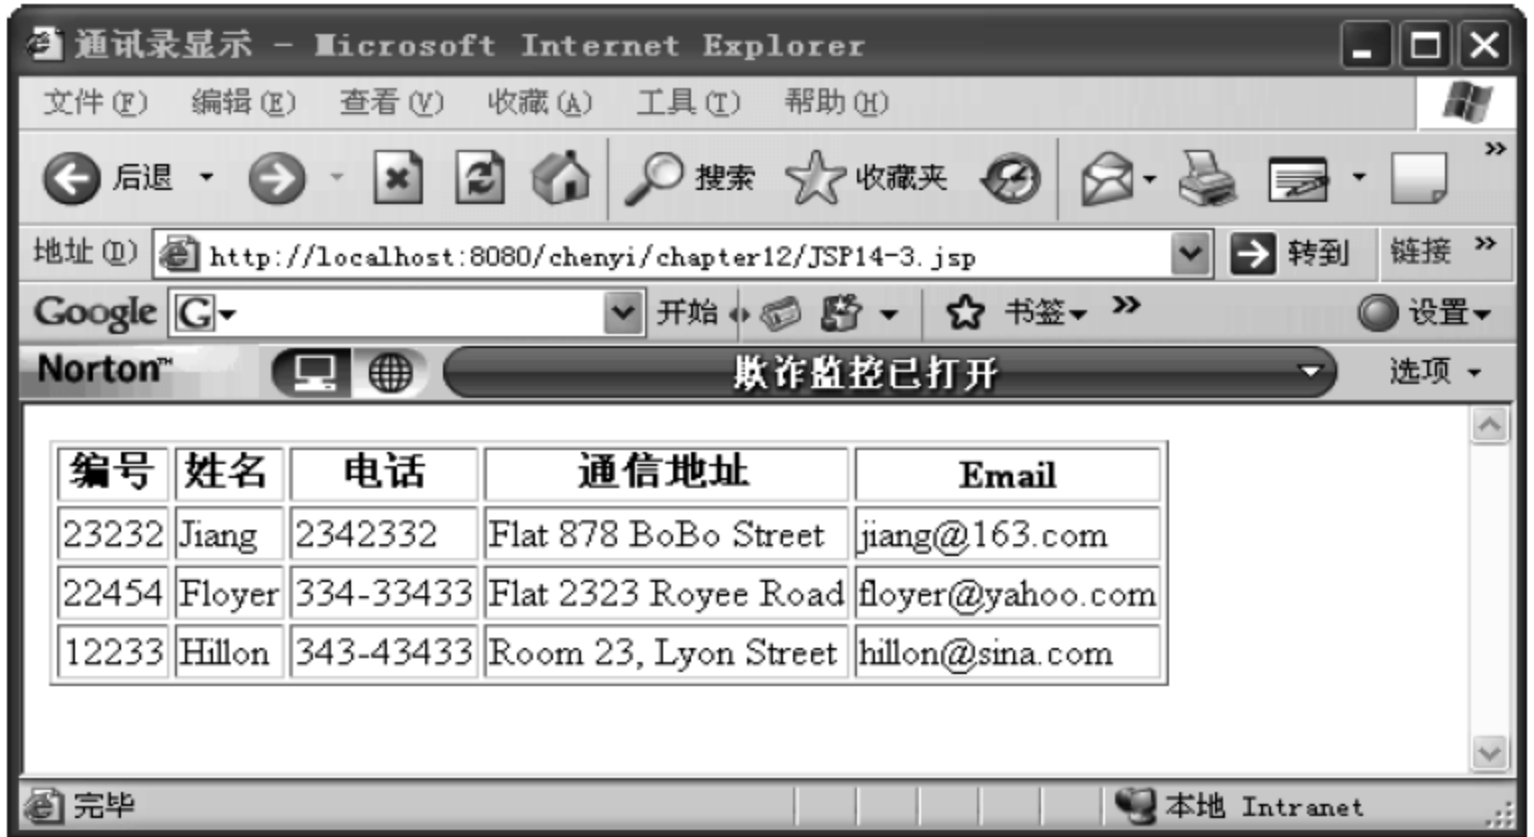 通讯录显示 - Microsoft Internet Explorer
文件(F) 编辑(E) 查看(V) 收藏(A) 工具(T) 帮助(H)
后退 搜索 收藏夹 »
地址(D) http://localhost:8080/chenyi/chapter12/JSP14-3.jsp 转到 链接 »
Google G 开始 书签 » 设置
Norton™ 欺诈监控已打开 选项
编号 姓名 电话 通信地址 Email
23232 Jiang 2342332 Flat 878 BoBo Street jiang@163.com
22454 Floyer 334-33433 Flat 2323 Royee Road floyer@yahoo.com
12233 Hillon 343-43433 Room 23, Lyon Street hillon@sina.com
完毕 本地 Intranet